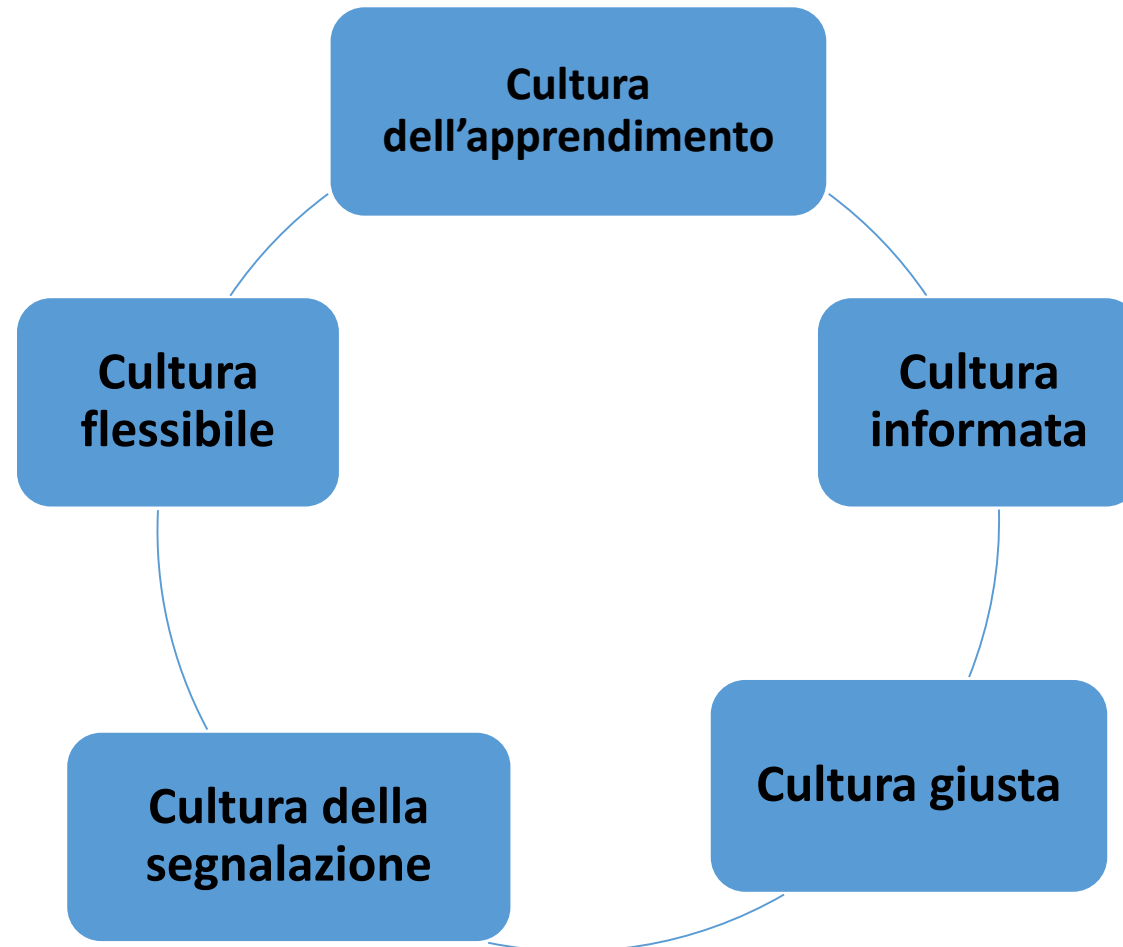 Cultura
dell’apprendimento
Cultura
flessibile
Cultura
informata
Cultura giusta
Cultura della
segnalazione